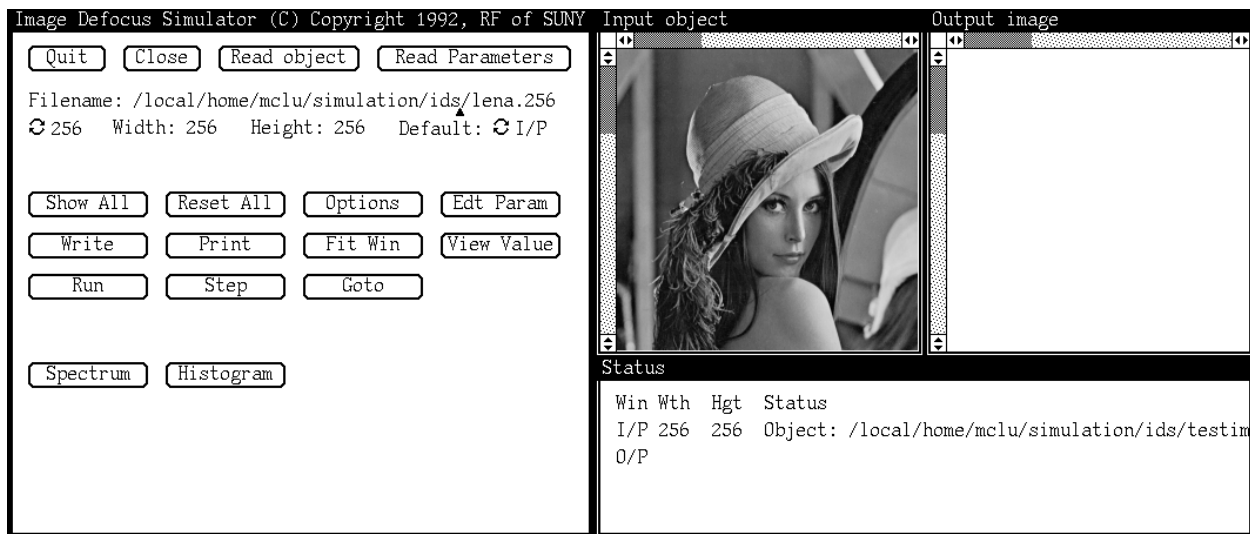 Image Defocus Simulator (C) Copyright 1992, RF of SUNY
Quit Close Read object Read Parameters
Filename: /local/home/mclu/simulation/ids/lena.256
256 Width: 256 Height: 256 Default: I/P
Show All Reset All Options Edt Param
Write Print Fit Win View Value
Run Step Goto
Spectrum Histogram
Input object
Output image
Status
Win Wth Hgt Status
I/P 256 256 Object: /local/home/mclu/simulation/ids/testim
O/P